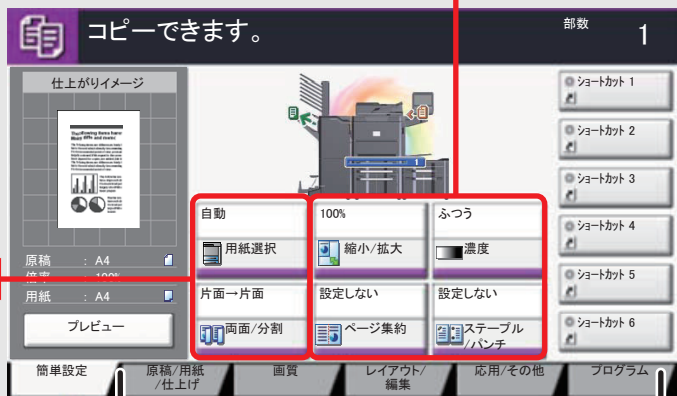 コピーできます。
部数
1
仕上がりイメージ
原稿 : A4
倍率 : 100%
用紙 : A4
プレビュー
1
自動
用紙選択
100%
縮小/拡大
ふつう
濃度
片面→片面
両面/分割
設定しない
ページ集約
設定しない
ステープル
/パンチ
ショートカット 1
ショートカット 2
ショートカット 3
ショートカット 4
ショートカット 5
ショートカット 6
簡単設定
原稿/用紙
/仕上げ
画質
レイアウト/
編集
応用/その他
プログラム